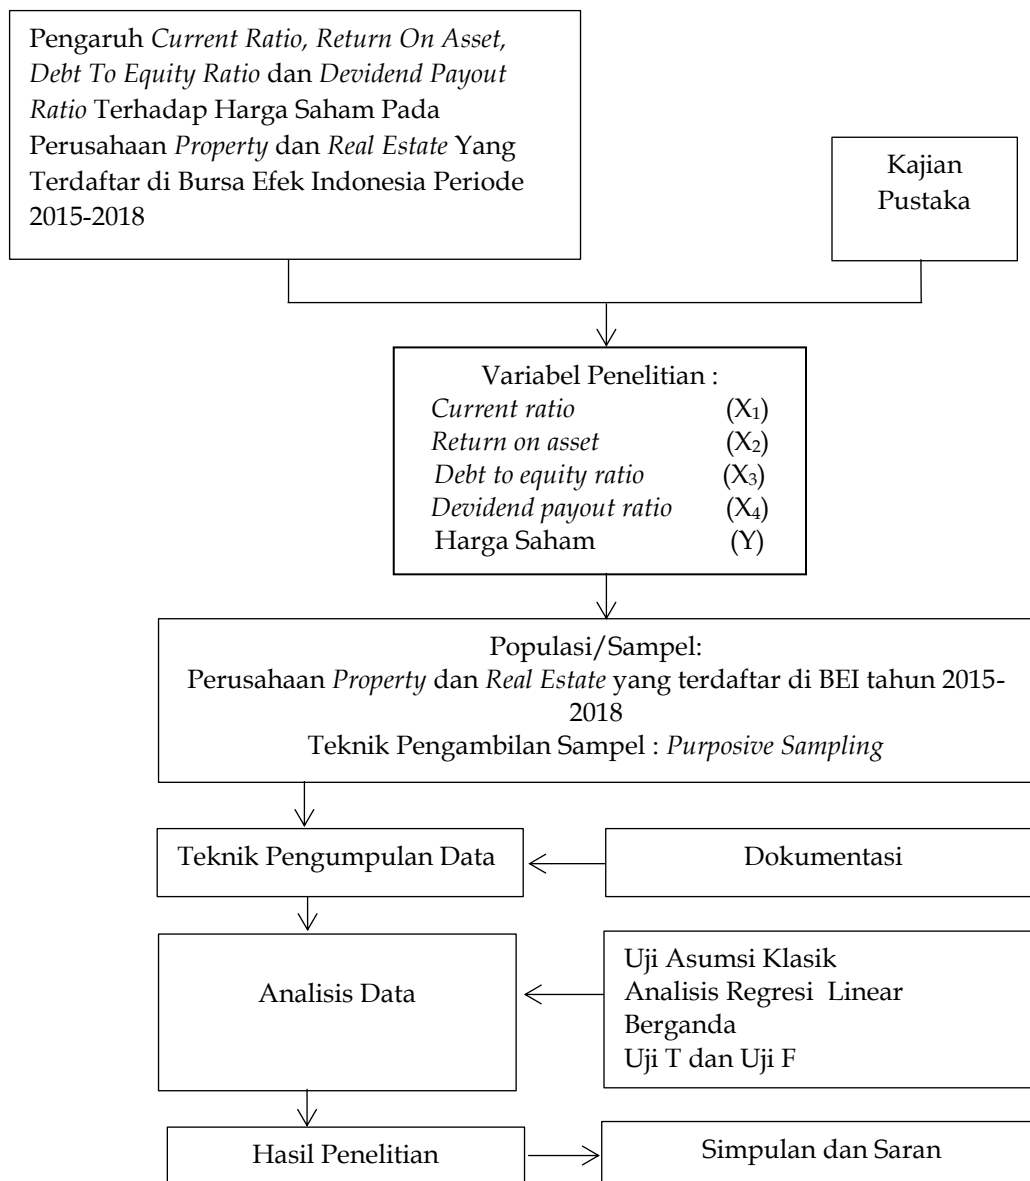 Pengaruh Current Ratio, Return On Asset,
Debt To Equity Ratio dan Devidend Payout
Ratio Terhadap Harga Saham Pada
Perusahaan Property dan Real Estate Yang
Terdaftar di Bursa Efek Indonesia Periode
2015-2018
Kajian
Pustaka
Variabel Penelitian :
Current ratio (X₁)
Return on asset (X₂)
Debt to equity ratio (X₃)
Devidend payout ratio (X₄)
Harga Saham (Y)
Populasi/Sampel:
Perusahaan Property dan Real Estate yang terdaftar di BEI tahun 2015-
2018
Teknik Pengambilan Sampel : Purposive Sampling
Teknik Pengumpulan Data
Dokumentasi
Analisis Data
Uji Asumsi Klasik
Analisis Regresi Linear
Berganda
Uji T dan Uji F
Hasil Penelitian
Simpulan dan Saran